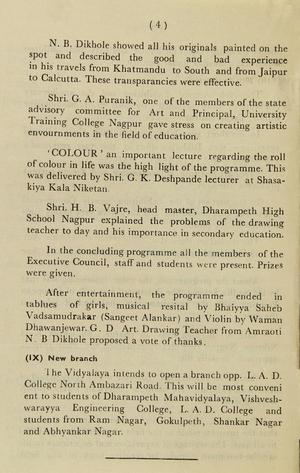 ( 4 )
N. B. Dikhole showed all his originals painted on the
spot and described the good and bad experience
in his travels from Khatmandu to South and from Jaipur
to Calcutta. These transparancies were effective.
Shri. G. A. Puranik, one of the members of the state
advisory committee for Art and Principal, University
Training College Nagpur gave stress on creating artistic
envournments in the field of education.
'COLOUR' an important lecture regarding the roll
of colour in life was the high light of the programme. This
was delivered by Shri. G. K. Deshpande lecturer at Shasa-
kiya Kala Niketan.
Shri. H. B. Vajre, head master, Dharampeth High
School Nagpur explained the problems of the drawing
teacher to day and his importance in secondary education.
In the concluding programme all the members of the
Executive Council, staff and students were present. Prizes
were given.
After entertainment, the programme ended in
tablues of girls, musical resital by Bhaiyya Saheb
Vadsamudrakar (Sangeet Alankar) and Violin by Waman
Dhawanjewar. G. D Art. Drawing Teacher from Amraoti
N. B Dikhole proposed a vote of thanks.
(IX) New branch
The Vidyalaya intends to open a branch opp. L. A. D.
College North Ambazari Road. This will be most conveni
ent to students of Dharampeth Mahavidyalaya, Vishvesh-
warayya Engineering College, L. A. D. College and
students from Ram Nagar, Gokulpeth, Shankar Nagar
and Abhyankar Nagar.